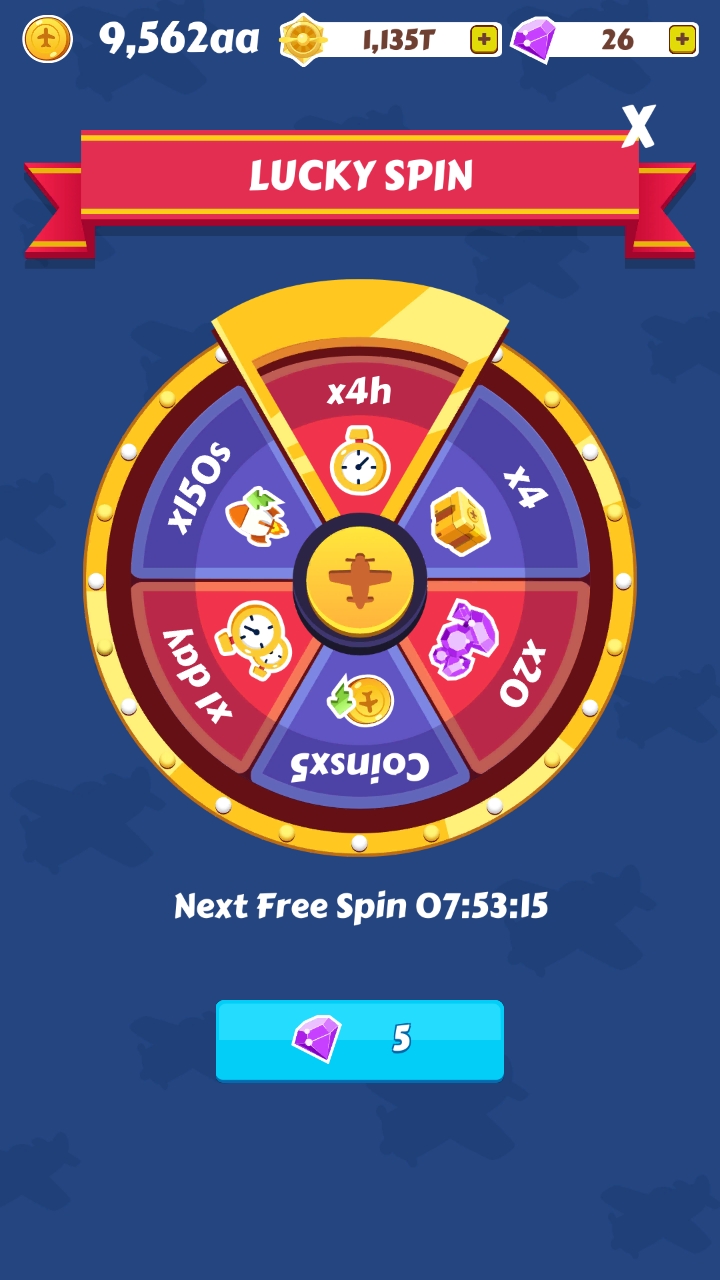 9,562aa
1,135T
+
26
+
X
LUCKY SPIN
x4h
x150s
x4
x1 day
x20
Coinsx5
Next Free Spin 07:53:15
5